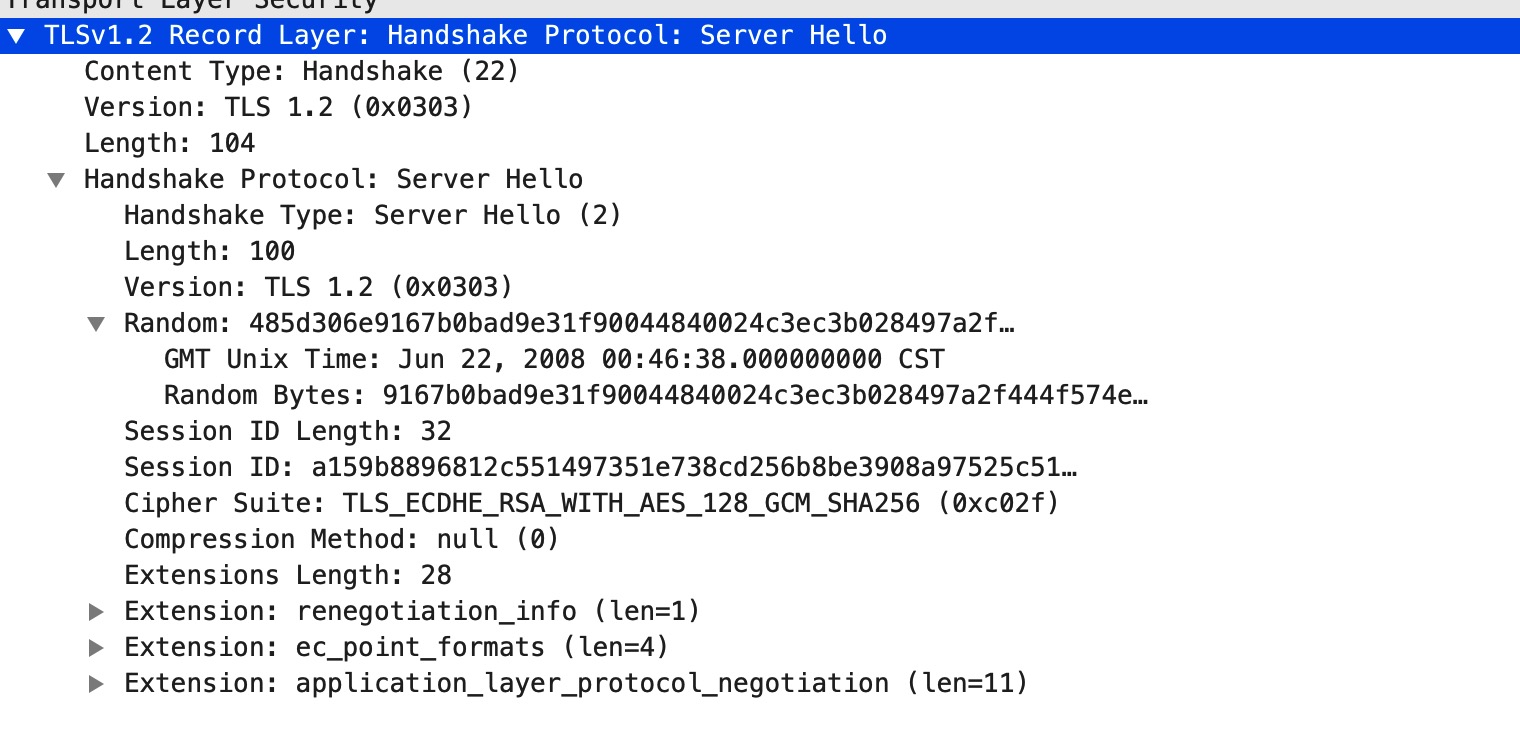 Transport Layer Security
TLSv1.2 Record Layer: Handshake Protocol: Server Hello
Content Type: Handshake (22)
Version: TLS 1.2 (0x0303)
Length: 104
Handshake Protocol: Server Hello
Handshake Type: Server Hello (2)
Length: 100
Version: TLS 1.2 (0x0303)
Random: 485d306e9167b0bad9e31f90044840024c3ec3b028497a2f…
GMT Unix Time: Jun 22, 2008 00:46:38.000000000 CST
Random Bytes: 9167b0bad9e31f90044840024c3ec3b028497a2f444f574e…
Session ID Length: 32
Session ID: a159b8896812c551497351e738cd256b8be3908a97525c51…
Cipher Suite: TLS_ECDHE_RSA_WITH_AES_128_GCM_SHA256 (0xc02f)
Compression Method: null (0)
Extensions Length: 28
Extension: renegotiation_info (len=1)
Extension: ec_point_formats (len=4)
Extension: application_layer_protocol_negotiation (len=11)